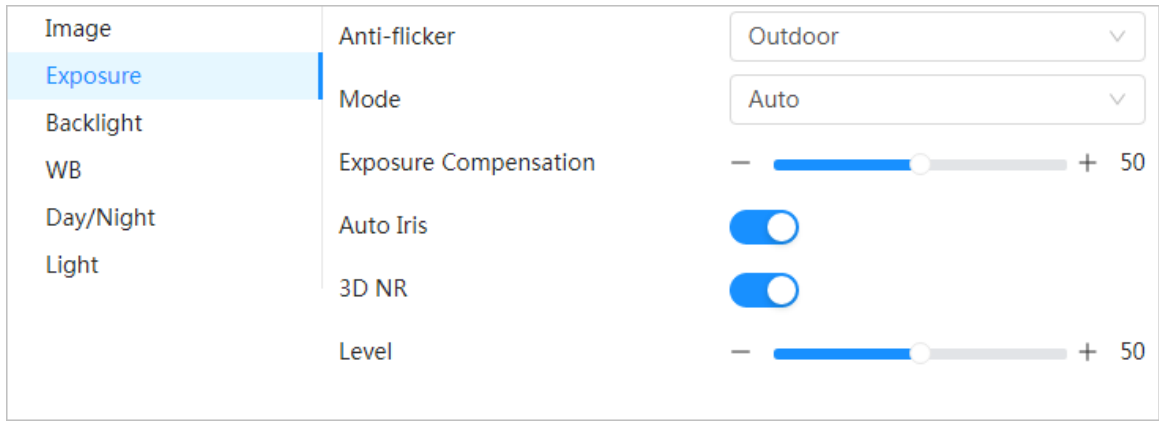 Image
Exposure
Backlight
WB
Day/Night
Light
Anti-flicker Outdoor
Mode Auto
Exposure Compensation 50
Auto Iris
3D NR
Level 50